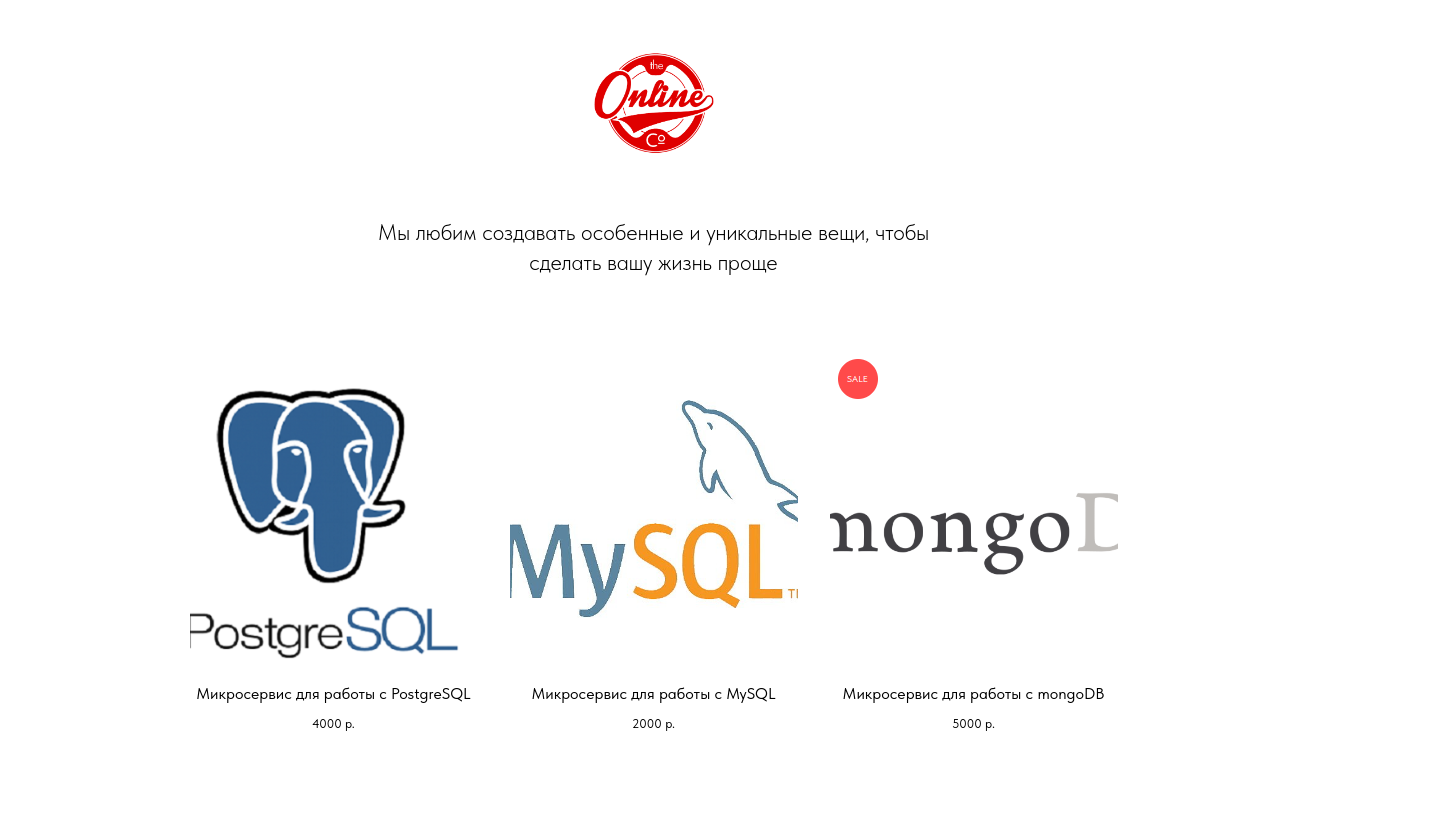 the
Online
Co
Мы любим создавать особенные и уникальные вещи, чтобы
сделать вашу жизнь проще
SALE
PostgreSQL
MySQL
mongoD
Микросервис для работы с PostgreSQL
Микросервис для работы с MySQL
Микросервис для работы с mongoDB
4000 р.
2000 р.
5000 р.